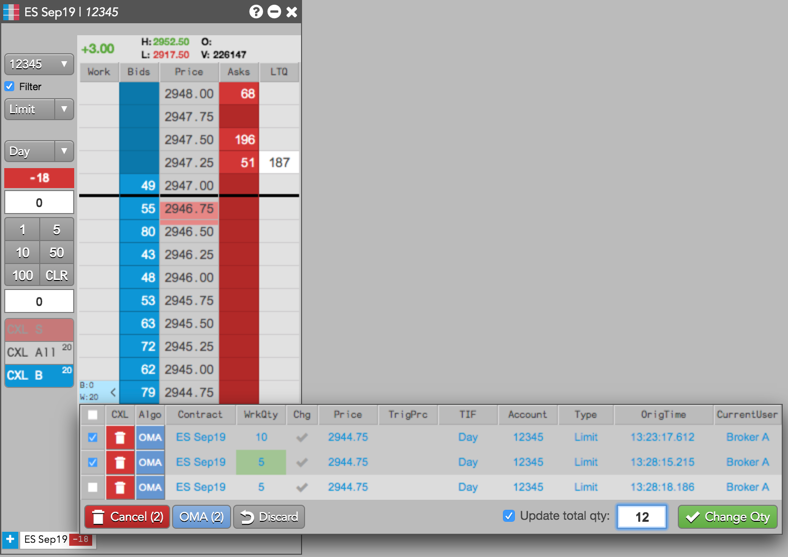 ES Sep19 | 12345
+3.00 H: 2952.50 O:
L: 2917.50 V: 226147
12345
Filter
Limit
Day
-18
0
1 5
10 50
100 CLR
0
CXL S
CXL All 20
CXL B 20
Work Bids Price Asks LTQ
2948.00 68
2947.75
2947.50 196
2947.25 51 187
49 2947.00
55 2946.75
80 2946.50
43 2946.25
48 2946.00
53 2945.75
63 2945.50
72 2945.25
62 2945.00
B:0
W:20 < 79 2944.75
CXL Algo Contract WrkQty Chg Price TrigPrc TIF Account Type OrigTime CurrentUser
OMA ES Sep19 10 2944.75 Day 12345 Limit 13:23:17.612 Broker A
OMA ES Sep19 5 2944.75 Day 12345 Limit 13:28:15.215 Broker A
OMA ES Sep19 5 2944.75 Day 12345 Limit 13:28:18.186 Broker A
Cancel (2) OMA (2) Discard Update total qty: 12 Change Qty
+ ES Sep19 -18